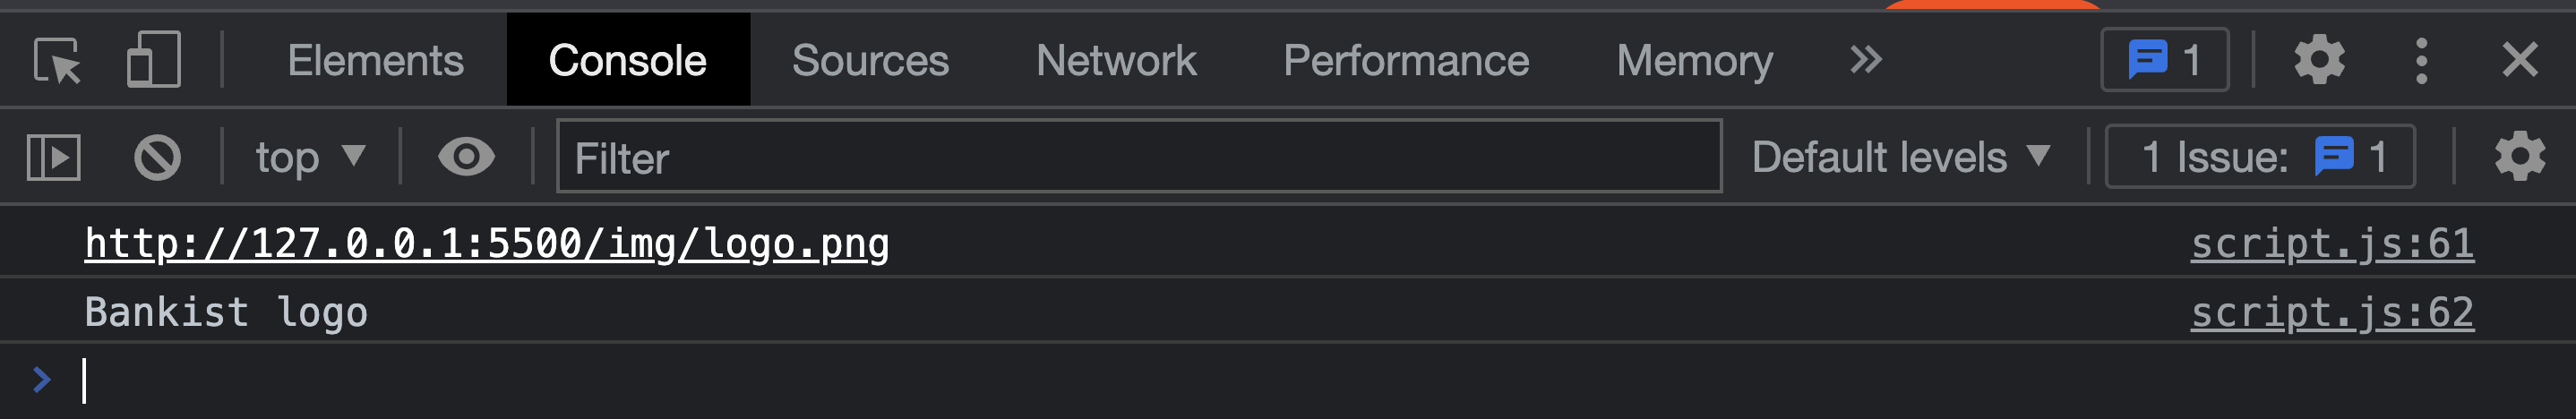 Elements Console Sources Network Performance Memory 1
top Filter Default levels 1 Issue: 1
http://127.0.0.1:5500/img/logo.png script.js:61
Bankist logo script.js:62